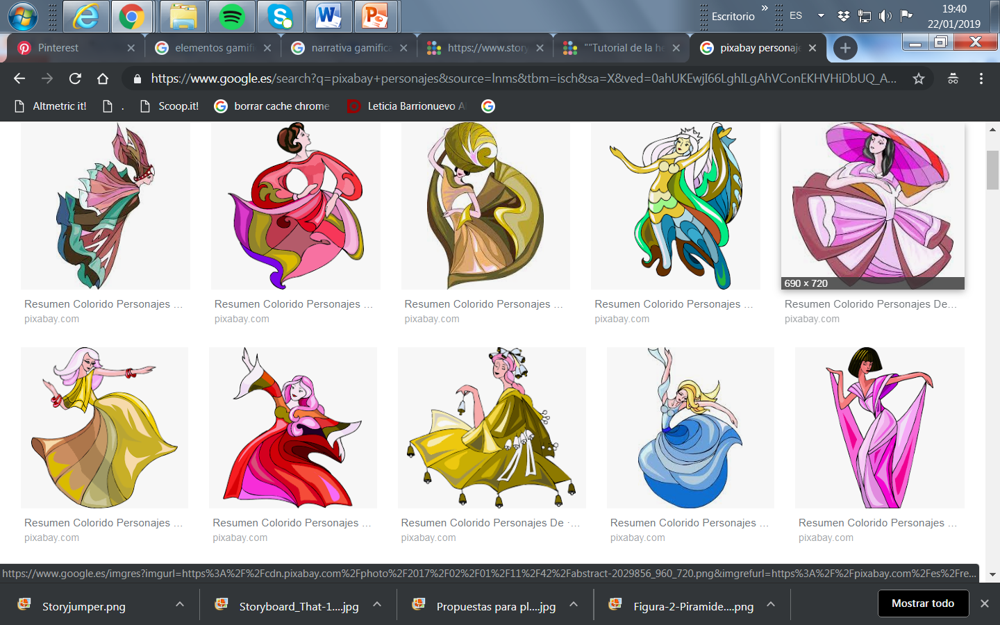 Escritorio
»
ES
19:40
22/01/2019
Pinterest
elementos gamifi
narrativa gamifica
https://www.story
""Tutorial de la he
pixabay personaje
https://www.google.es/search?q=pixabay+personajes&source=lnms&tbm=isch&sa=X&ved=0ahUKEwjI66LghILgAhVConEKHVHiDbUQ_A...
Altmetric it!
.
Scoop.it!
borrar cache chrome
Leticia Barrionuevo A
690 × 720
Resumen Colorido Personajes ...
Resumen Colorido Personajes ...
Resumen Colorido Personajes ...
Resumen Colorido Personajes ...
Resumen Colorido Personajes De...
pixabay.com
pixabay.com
pixabay.com
pixabay.com
pixabay.com
Resumen Colorido Personajes ...
Resumen Colorido Personajes ...
Resumen Colorido Personajes De · ...
Resumen Colorido Personajes ...
Resumen Colorido Personajes ...
pixabay.com
pixabay.com
pixabay.com
pixabay.com
pixabay.com
https://www.google.es/imgres?imgurl=https%3A%2F%2Fcdn.pixabay.com%2Fphoto%2F2017%2F02%2F01%2F11%2F42%2Fabstract-2029856_960_720.png&imgrefurl=https%3A%2F%2Fpixabay.com%2Fes%2Fre...
Storyjumper.png
Storyboard_That-1....jpg
Propuestas para pl....jpg
Figura-2-Piramide....png
Mostrar todo